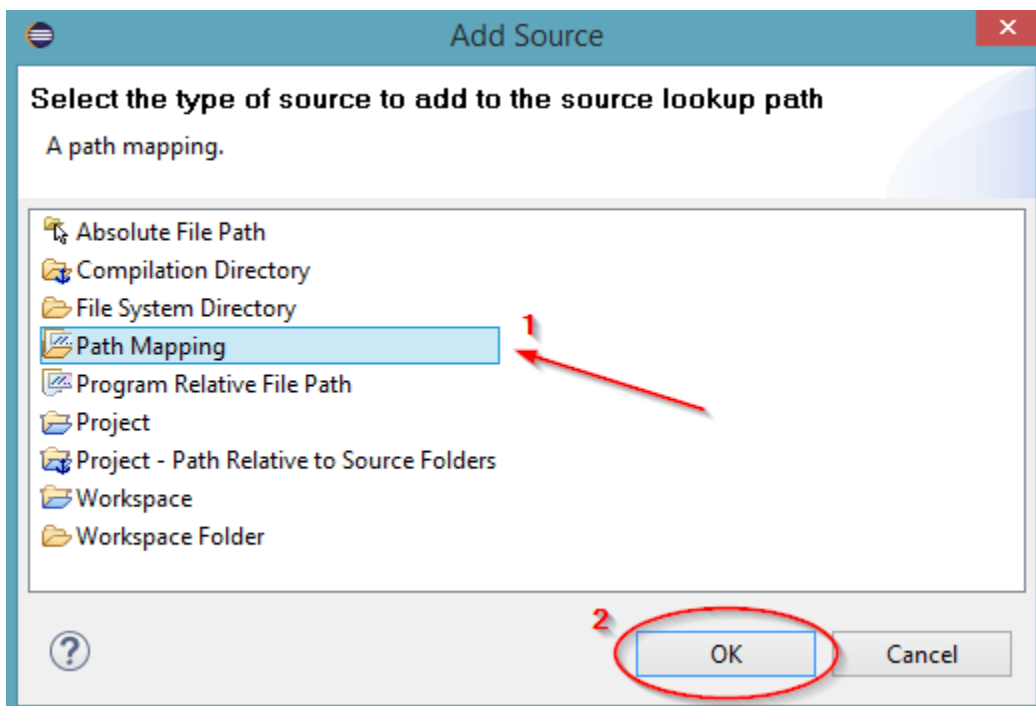 Add Source
Select the type of source to add to the source lookup path
A path mapping.
Absolute File Path
Compilation Directory
File System Directory
1
Path Mapping
Program Relative File Path
Project
Project - Path Relative to Source Folders
Workspace
Workspace Folder
2
?
OK
Cancel